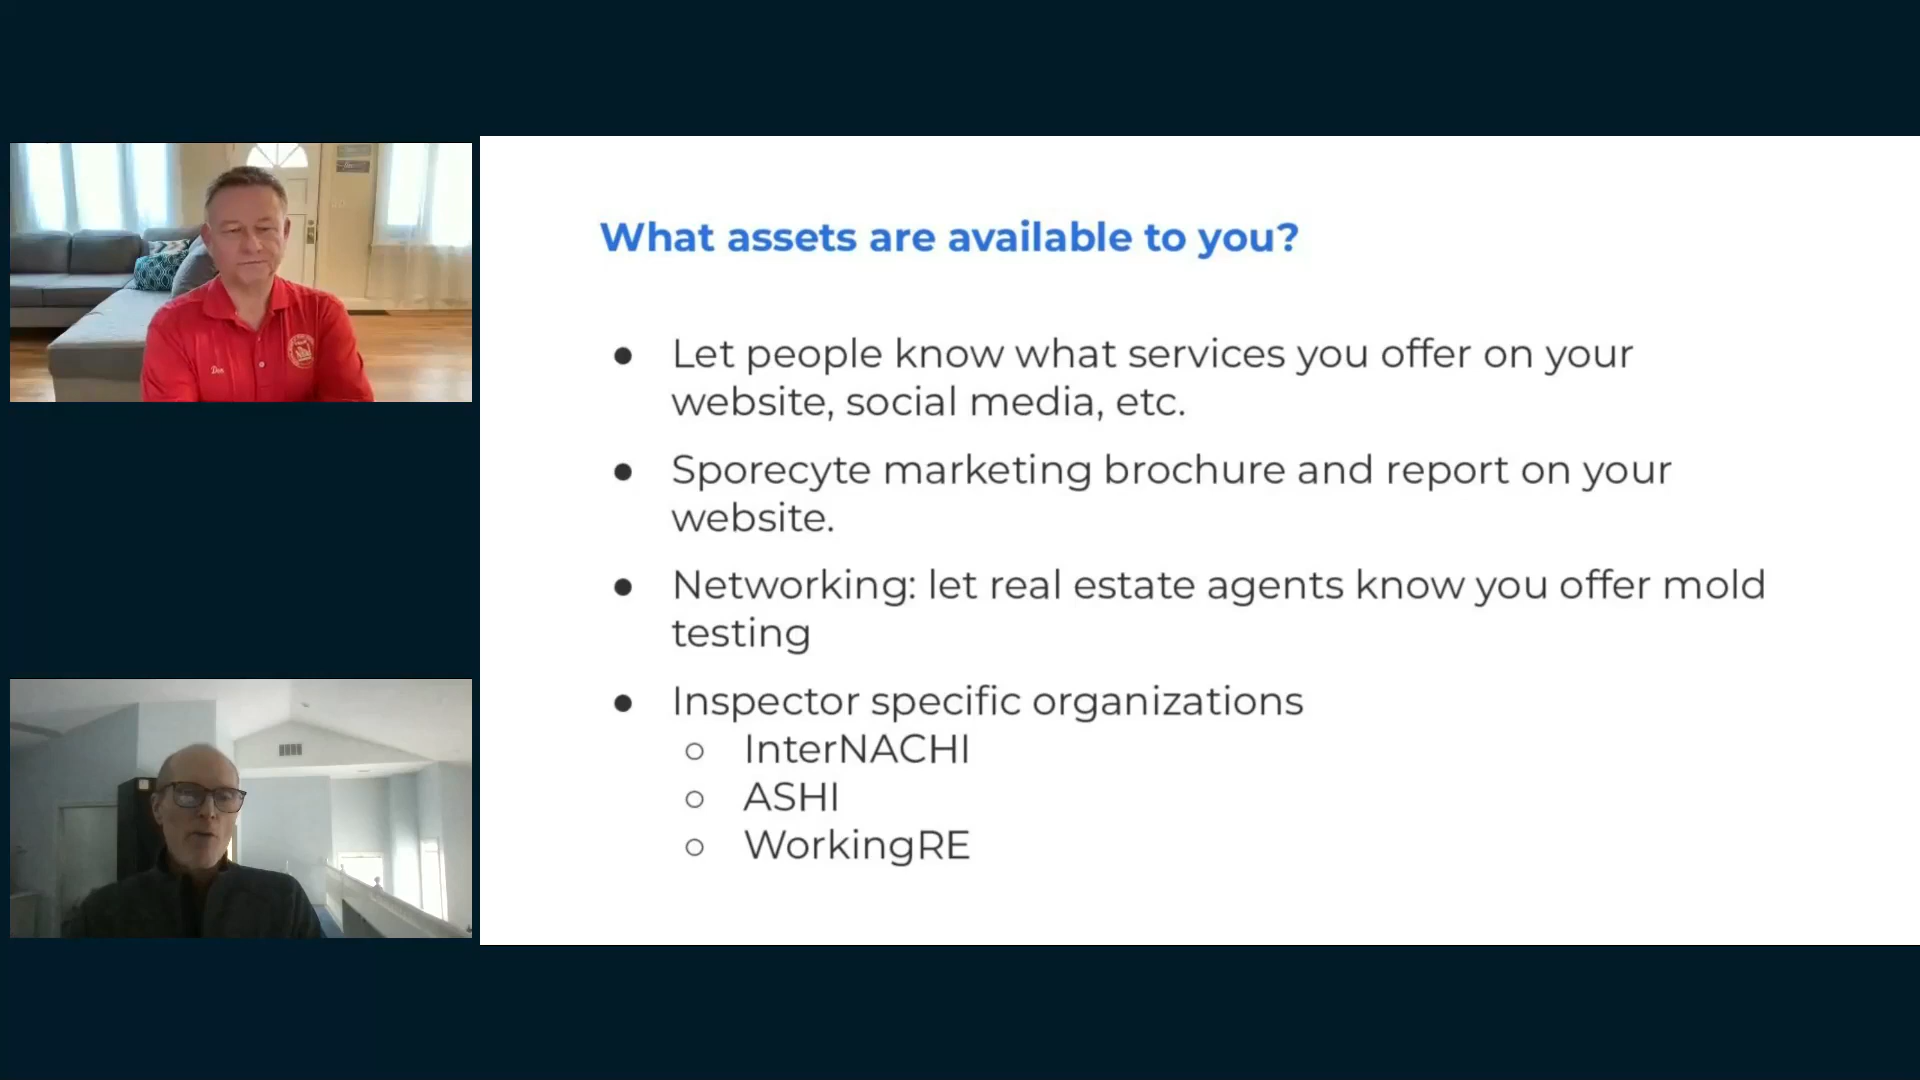 What assets are available to you?
● Let people know what services you offer on your
website, social media, etc.
● Sporecyte marketing brochure and report on your
website.
● Networking: let real estate agents know you offer mold
testing
● Inspector specific organizations
○ InterNACHI
○ ASHI
○ WorkingRE